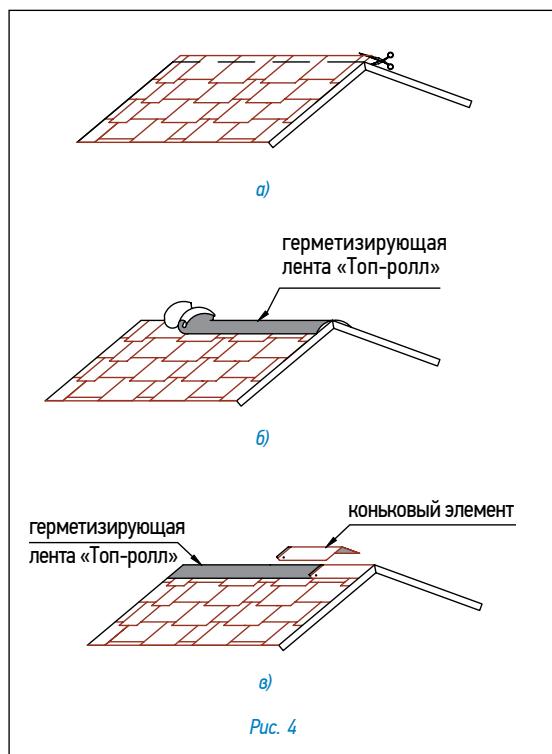 а)
герметизирующая
лента «Топ-ролл»
б)
коньковый элемент
герметизирующая
лента «Топ-ролл»
в)
Рис. 4